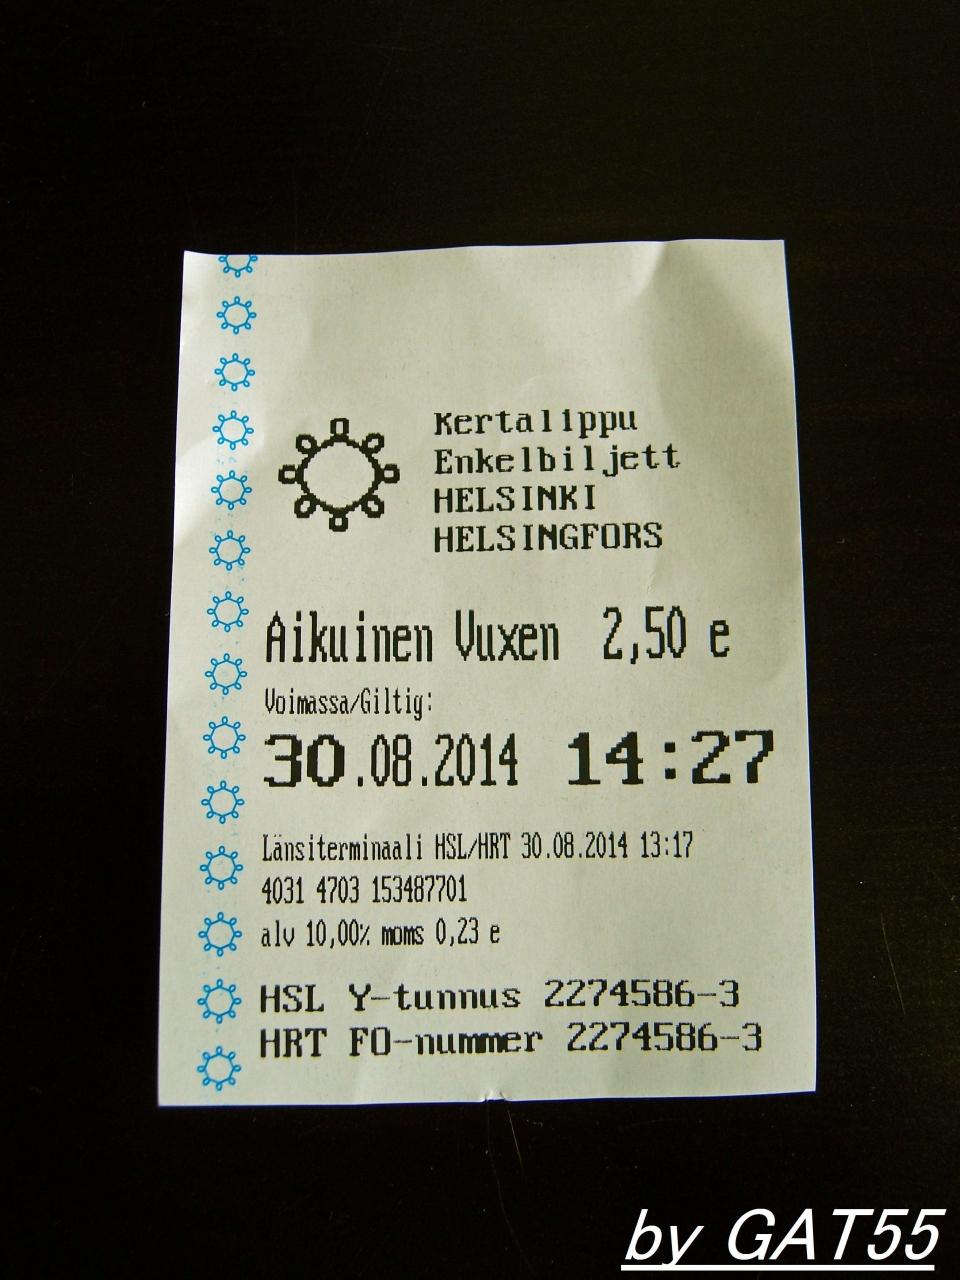 Kertalippu
Enkelbiljett
HELSINKI
HELSINGFORS
Aikuinen Vuxen 2,50 e
Voimassa/Giltig:
30.08.2014 14:27
Länsiterminaali HSL/HRT 30.08.2014 13:17
4031 4703 153487701
alv 10,00% moms 0,23 e
HSL Y-tunnus 2274586-3
HRT FO-nummer 2274586-3
by GAT55